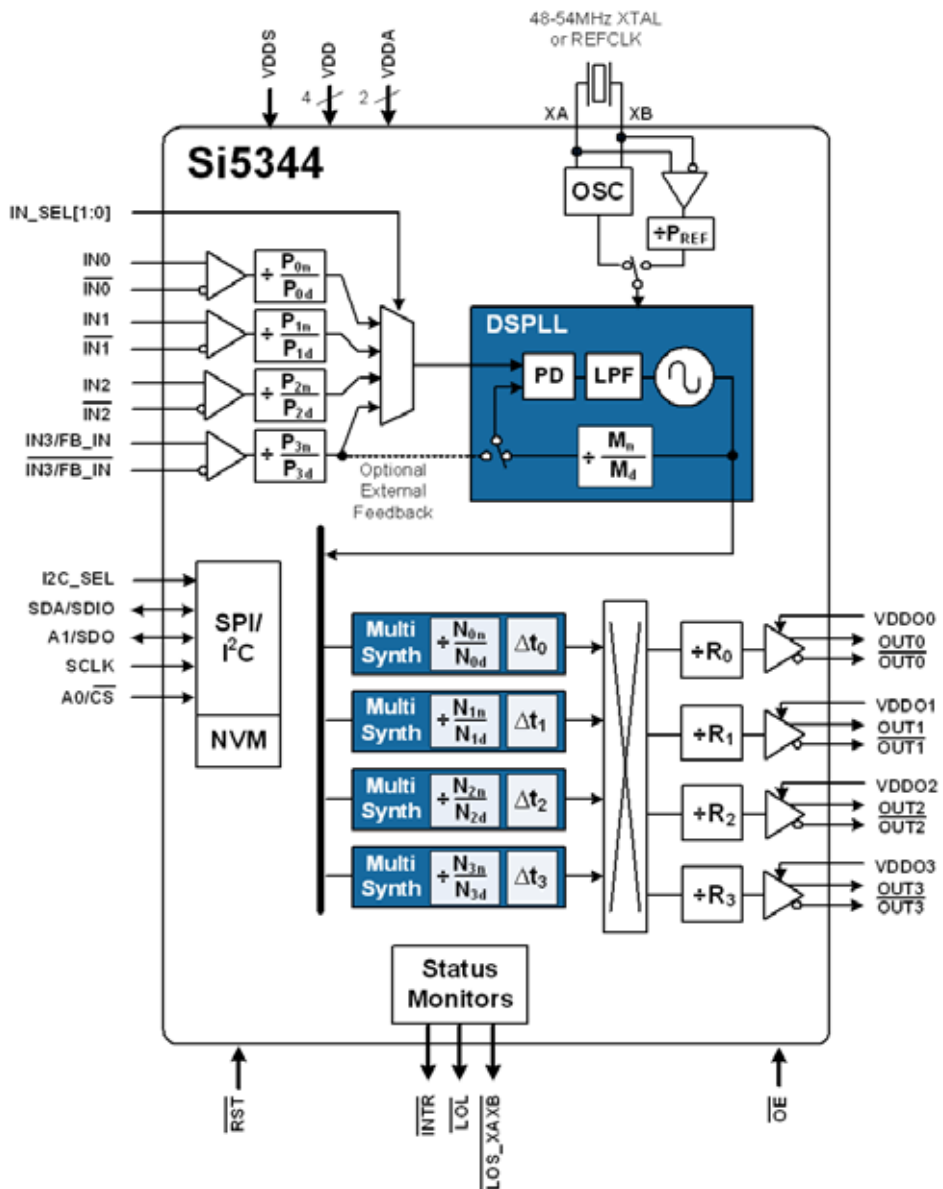 48-54MHz XTAL
or REFCLK
VDDS
VDD
VDDA
4
2
XA
XB
Si5344
OSC
÷PREF
IN_SEL[1:0]
IN0
IN0
÷ P0n
P0d
IN1
IN1
÷ P1n
P1d
IN2
IN2
÷ P2n
P2d
IN3/FB_IN
IN3/FB_IN
÷ P3n
P3d
DSPLL
PD
LPF
÷ Mn
Md
Optional
External
Feedback
I2C_SEL
SDA/SDIO
A1/SDO
SCLK
A0/CS
SPI/
I²C
NVM
Multi
Synth
÷ N0n
N0d
Δt0
Multi
Synth
÷ N1n
N1d
Δt1
Multi
Synth
÷ N2n
N2d
Δt2
Multi
Synth
÷ N3n
N3d
Δt3
÷R0
÷R1
÷R2
÷R3
VDDO0
OUT0
OUT0
VDDO1
OUT1
OUT1
VDDO2
OUT2
OUT2
VDDO3
OUT3
OUT3
Status
Monitors
RST
INTR
LOL
LOS_XAXB
OE